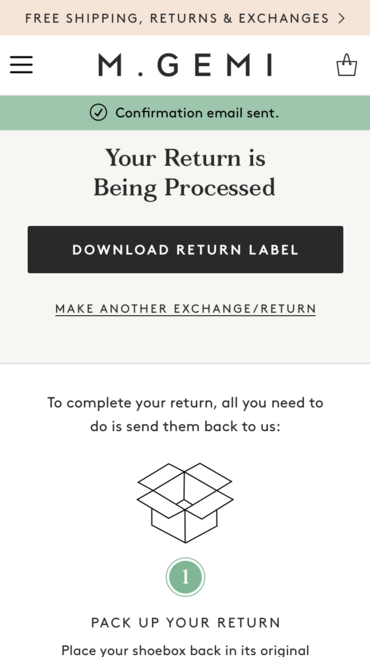 FREE SHIPPING, RETURNS & EXCHANGES
M.GEMI
Confirmation email sent.
Your Return is
Being Processed
DOWNLOAD RETURN LABEL
MAKE ANOTHER EXCHANGE/RETURN
To complete your return, all you need to
do is send them back to us:
1
PACK UP YOUR RETURN
Place your shoebox back in its original